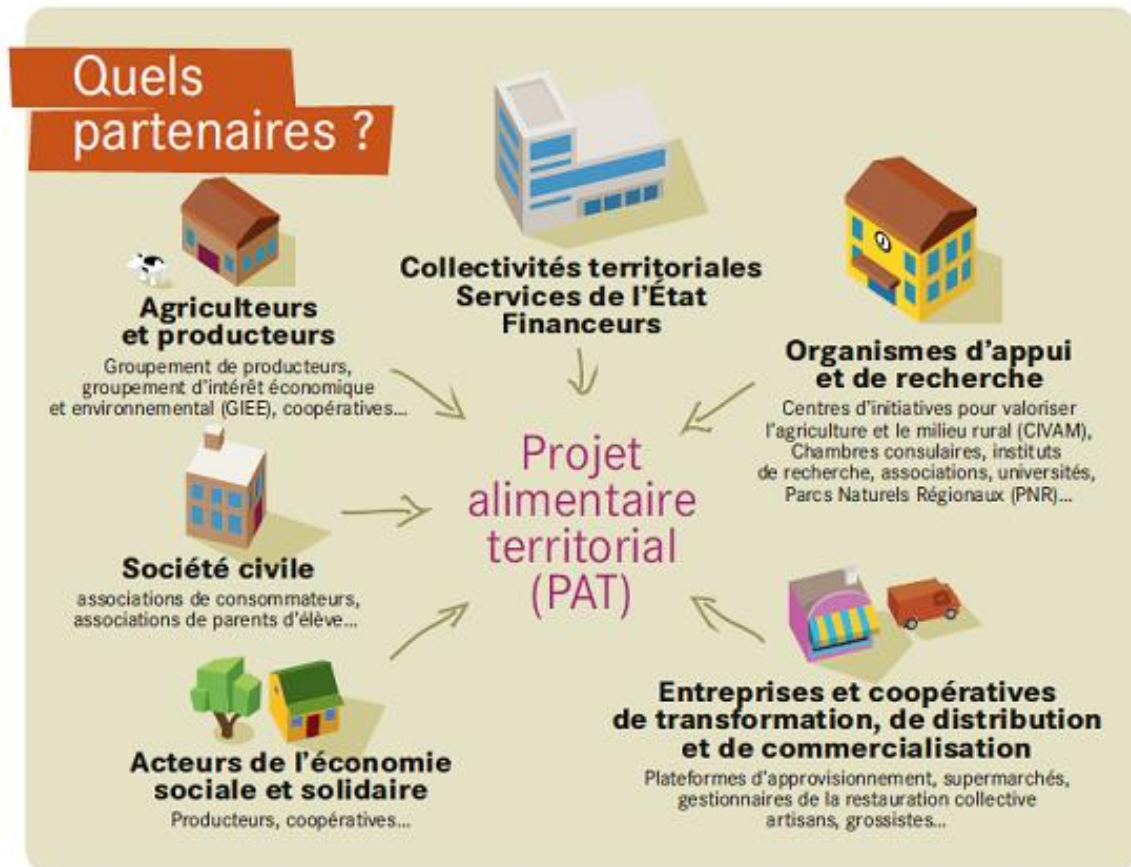 Quels
partenaires ?
Collectivités territoriales
Services de l'État
Financeurs
Agriculteurs
et producteurs
Groupement de producteurs,
groupement d'intérêt économique
et environnemental (GIEE), coopératives...
Organismes d'appui
et de recherche
Centres d'initiatives pour valoriser
l'agriculture et le milieu rural (CIVAM),
Chambres consulaires, instituts
de recherche, associations, universités,
Parcs Naturels Régionaux (PNR)...
Projet
alimentaire
territorial
(PAT)
Société civile
associations de consommateurs,
associations de parents d'élève...
Acteurs de l'économie
sociale et solidaire
Producteurs, coopératives...
Entreprises et coopératives
de transformation, de distribution
et de commercialisation
Plateformes d'approvisionnement, supermarchés,
gestionnaires de la restauration collective
artisans, grossistes...